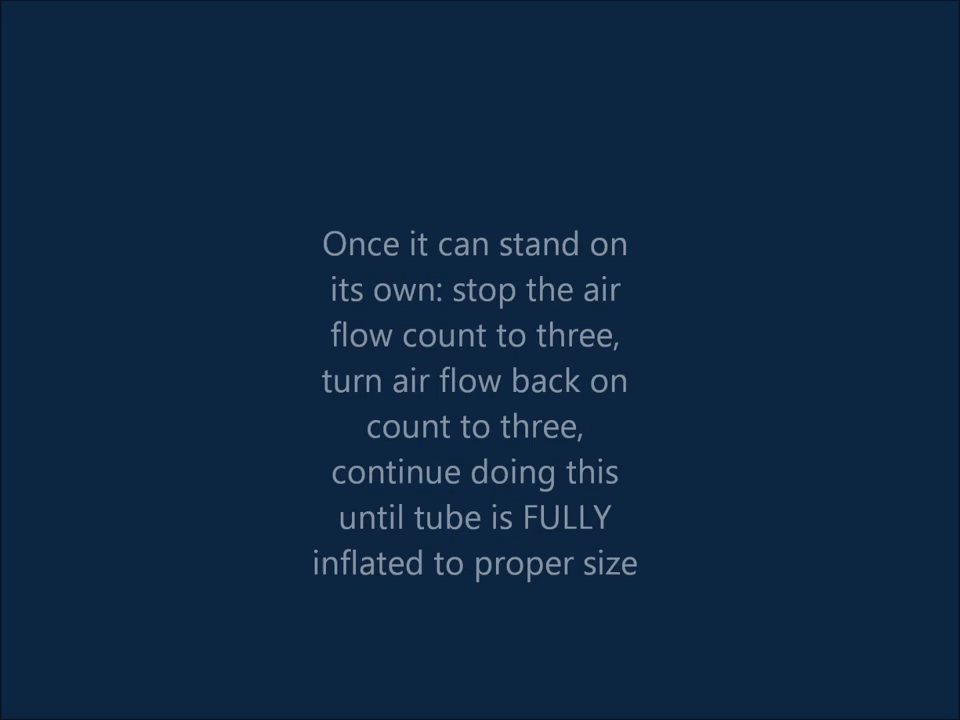 Once it can stand on
its own: stop the air
flow count to three,
turn air flow back on
count to three,
continue doing this
until tube is FULLY
inflated to proper size